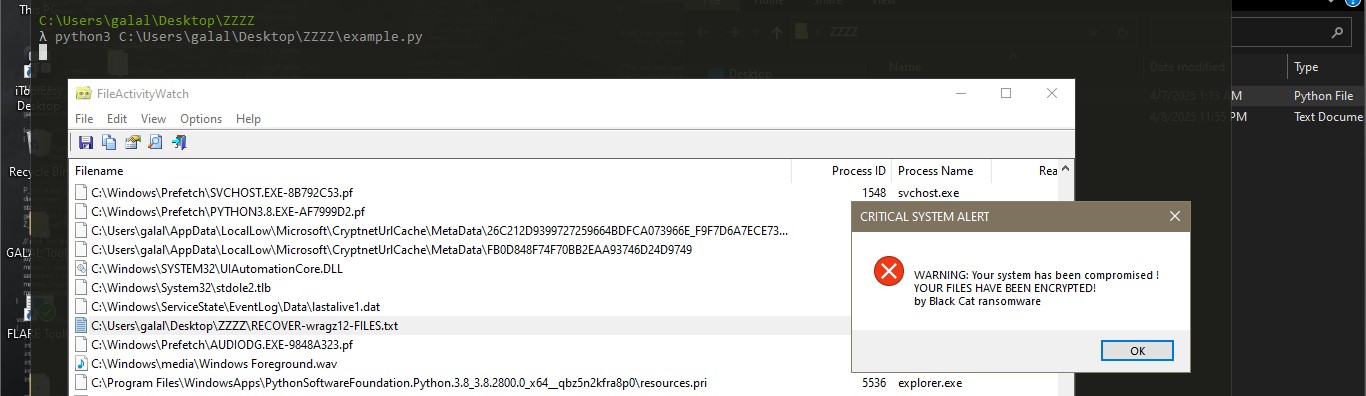 C:\Users\galal\Desktop\ZZZZ
λ python3 C:\Users\galal\Desktop\ZZZZ\example.py
ZZZZ
Desktop
Name
Date modified
Type
4/7/2025 1:13 AM
Python File
4/8/2025 11:55 PM
Text Docume
Recycle Bin
FLARE Tools
FileActivityWatch
File Edit View Options Help
Filename Process ID Process Name Rea
C:\Windows\Prefetch\SVCHOST.EXE-8B792C53.pf 1548 svchost.exe
C:\Windows\Prefetch\PYTHON3.8.EXE-AF7999D2.pf
C:\Users\galal\AppData\LocalLow\Microsoft\CryptnetUrlCache\MetaData\26C212D9399727259664BDFCA073966E_F9F7D6A7ECE73...
C:\Users\galal\AppData\LocalLow\Microsoft\CryptnetUrlCache\MetaData\FB0D848F74F70BB2EAA93746D24D9749
C:\Windows\SYSTEM32\UIAutomationCore.DLL
C:\Windows\System32\stdole2.tlb
C:\Windows\ServiceState\EventLog\Data\lastalive1.dat
C:\Users\galal\Desktop\ZZZZ\RECOVER-wragz12-FILES.txt
C:\Windows\Prefetch\AUDIODG.EXE-9848A323.pf
C:\Windows\media\Windows Foreground.wav
C:\Program Files\WindowsApps\PythonSoftwareFoundation.Python.3.8_3.8.2800.0_x64__qbz5n2kfra8p0\resources.pri 5536 explorer.exe
CRITICAL SYSTEM ALERT
WARNING: Your system has been compromised !
YOUR FILES HAVE BEEN ENCRYPTED!
by Black Cat ransomware
OK